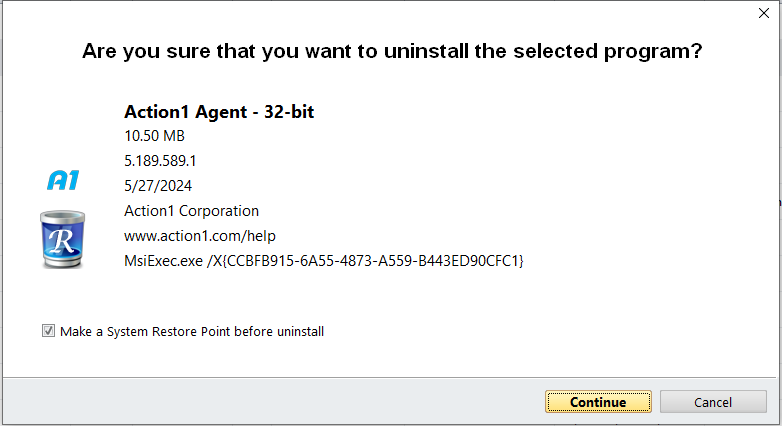 Are you sure that you want to uninstall the selected program?
Action1 Agent - 32-bit
10.50 MB
5.189.589.1
A1
5/27/2024
Action1 Corporation
R
www.action1.com/help
MsiExec.exe /X{CCBFB915-6A55-4873-A559-B443ED90CFC1}
Make a System Restore Point before uninstall
Continue
Cancel